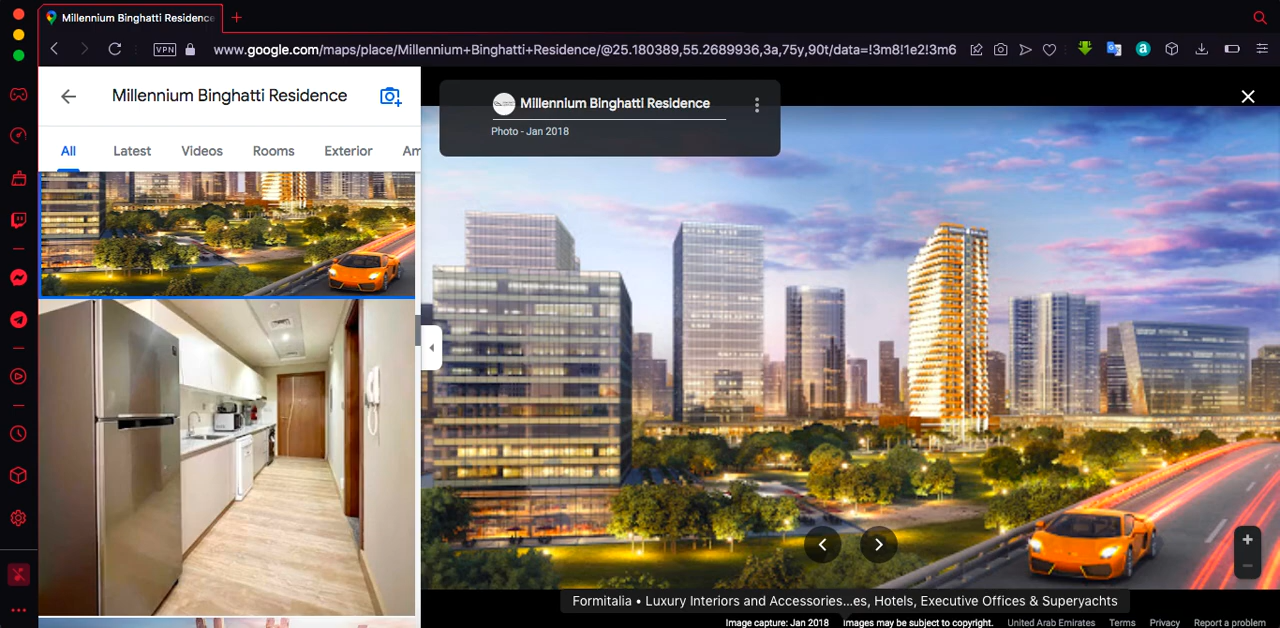 Millennium Binghatti Residence
VPN
www.google.com/maps/place/Millennium+Binghatti+Residence/@25.180389,55.2689936,3a,75y,90t/data=!3m8!1e2!3m6
Millennium Binghatti Residence
All Latest Videos Rooms Exterior Am
Millennium Binghatti Residence
Photo - Jan 2018
Formitalia • Luxury Interiors and Accessories...es, Hotels, Executive Offices & Superyachts
Image capture: Jan 2018 Images may be subject to copyright. United Arab Emirates Terms Privacy Report a problem